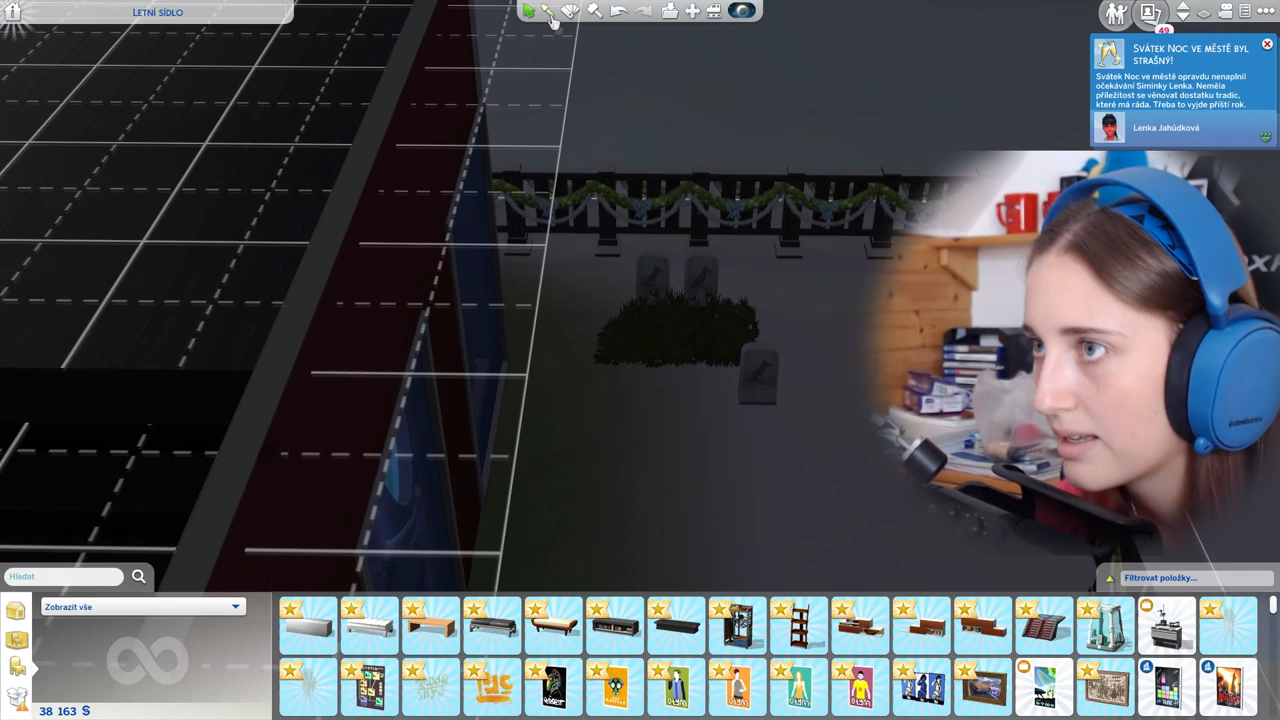 LETNÍ SÍDLO
49
SVÁTEK NOC VE MĚSTĚ BYL
STRAŠNÝ!
Svátek Noc ve městě opravdu nenaplnil
očekávání Siminky Lenka. Neměla
příležitost se věnovat dostatku tradic,
které má ráda. Třeba to vyjde příští rok.
Lenka Jahůdková
Hledat
Filtrovat položky...
Zobrazit vše
38 163 $